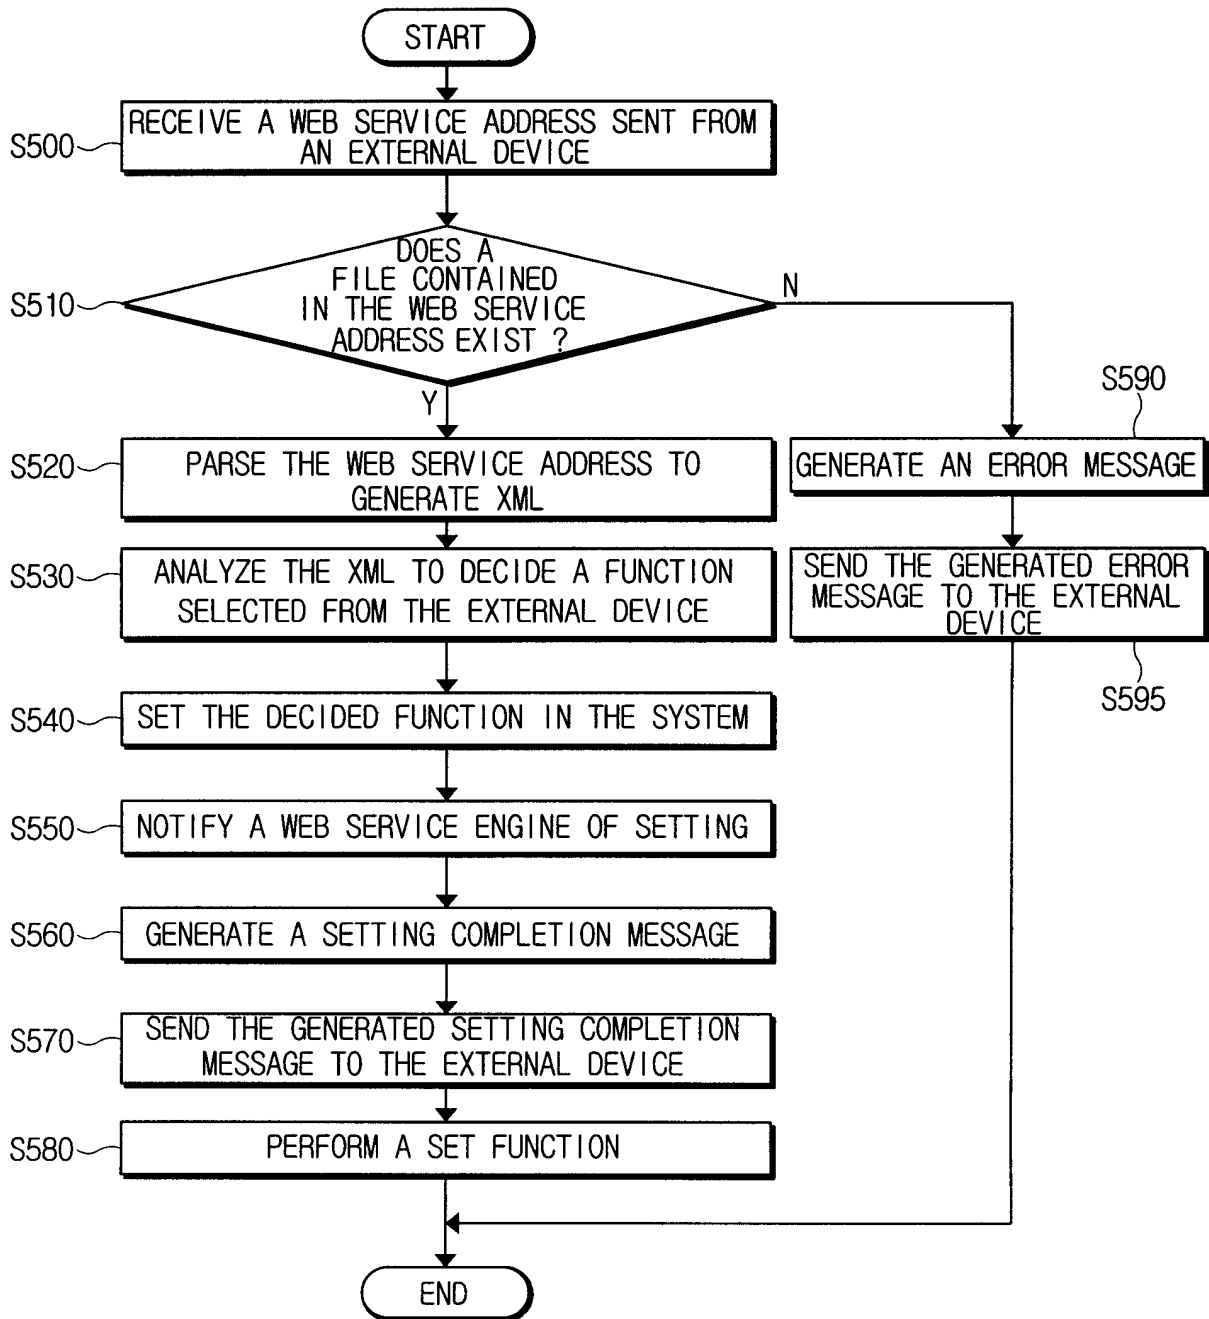 START
S500
RECEIVE A WEB SERVICE ADDRESS SENT FROM
AN EXTERNAL DEVICE
S510
DOES A
FILE CONTAINED
IN THE WEB SERVICE
ADDRESS EXIST ?
N
Y
S520
PARSE THE WEB SERVICE ADDRESS TO
GENERATE XML
S590
GENERATE AN ERROR MESSAGE
S530
ANALYZE THE XML TO DECIDE A FUNCTION
SELECTED FROM THE EXTERNAL DEVICE
SEND THE GENERATED ERROR
MESSAGE TO THE EXTERNAL
DEVICE
S595
S540
SET THE DECIDED FUNCTION IN THE SYSTEM
S550
NOTIFY A WEB SERVICE ENGINE OF SETTING
S560
GENERATE A SETTING COMPLETION MESSAGE
S570
SEND THE GENERATED SETTING COMPLETION
MESSAGE TO THE EXTERNAL DEVICE
S580
PERFORM A SET FUNCTION
END